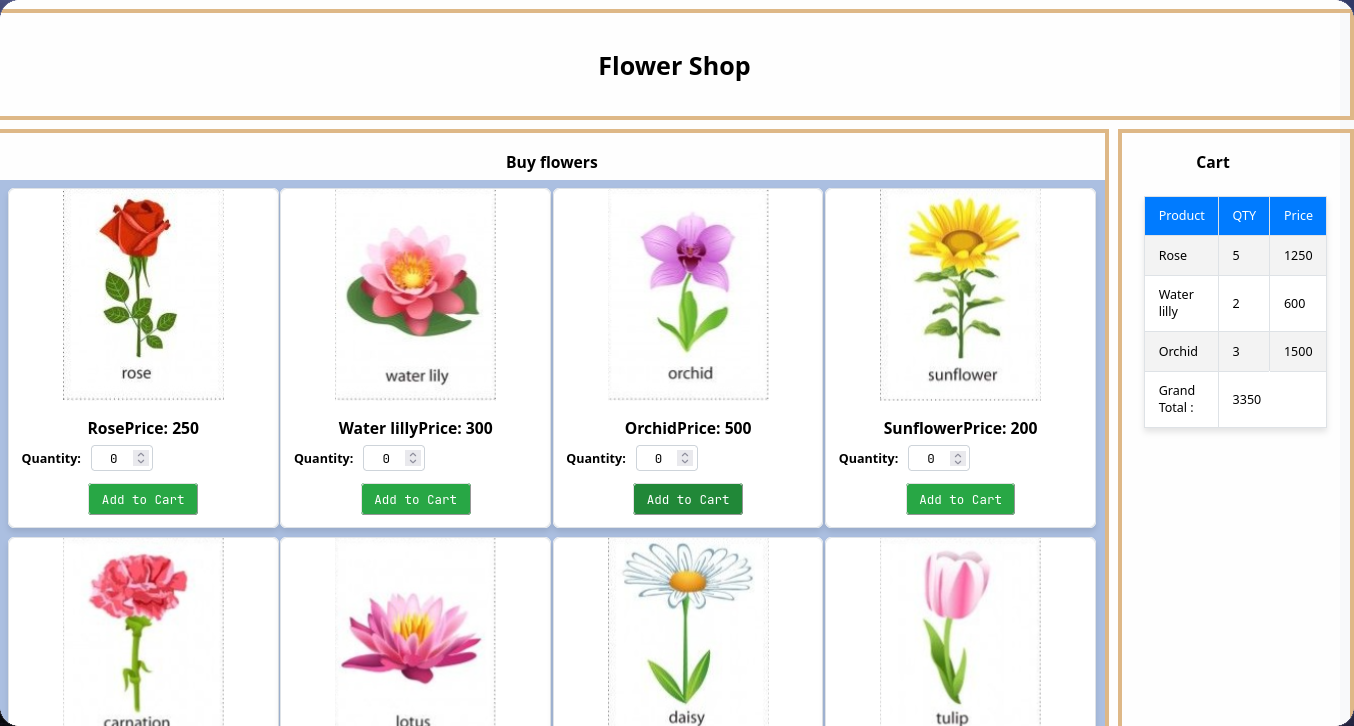 Flower Shop
Buy flowers
rose
water lily
orchid
sunflower
RosePrice: 250
Water lillyPrice: 300
OrchidPrice: 500
SunflowerPrice: 200
Quantity: 0
Quantity: 0
Quantity: 0
Quantity: 0
Add to Cart
Add to Cart
Add to Cart
Add to Cart
carnation
lotus
daisy
tulip
Cart
Product QTY Price
Rose 5 1250
Water
lilly 2 600
Orchid 3 1500
Grand
Total : 3350